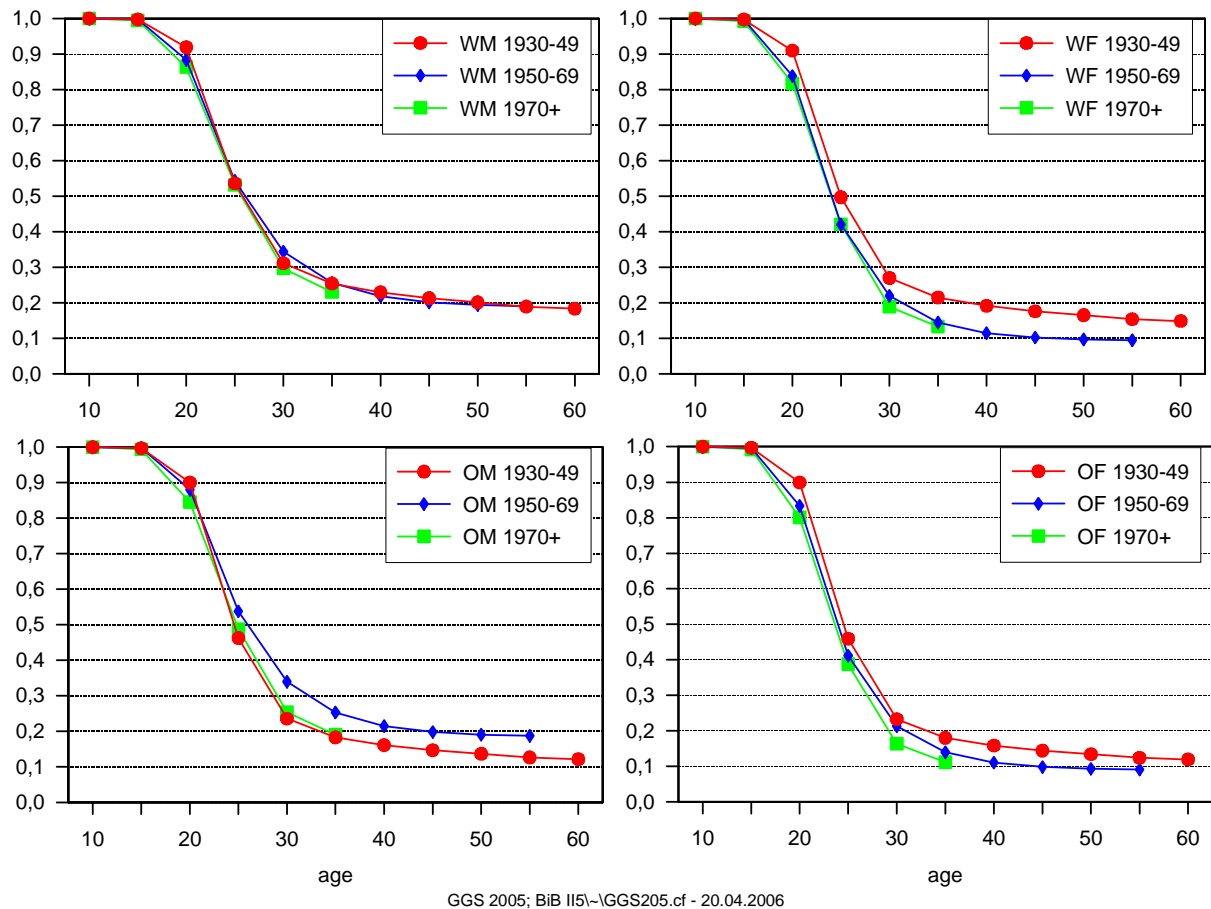 1,0
0,9
0,8
0,7
0,6
0,5
0,4
0,3
0,2
0,1
0,0
10 20 30 40 50 60
WM 1930-49
WM 1950-69
WM 1970+
1,0
0,9
0,8
0,7
0,6
0,5
0,4
0,3
0,2
0,1
0,0
10 20 30 40 50 60
WF 1930-49
WF 1950-69
WF 1970+
1,0
0,9
0,8
0,7
0,6
0,5
0,4
0,3
0,2
0,1
0,0
10 20 30 40 50 60
OM 1930-49
OM 1950-69
OM 1970+
age
1,0
0,9
0,8
0,7
0,6
0,5
0,4
0,3
0,2
0,1
0,0
10 20 30 40 50 60
OF 1930-49
OF 1950-69
OF 1970+
age
GGS 2005; BiB II5\~\GGS205.cf - 20.04.2006